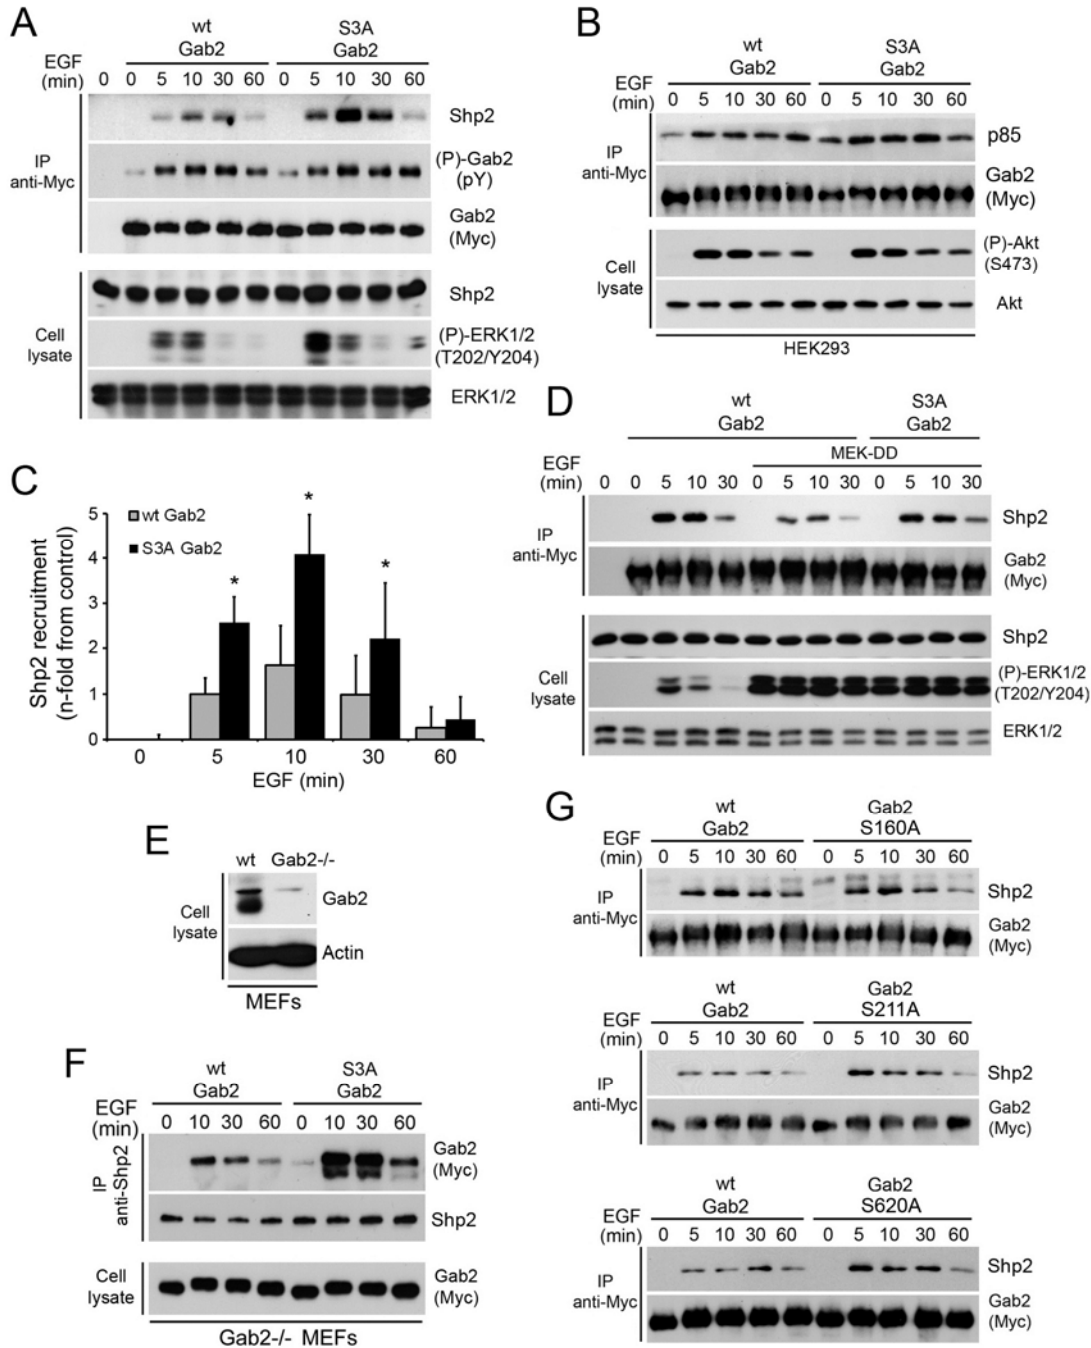 A
wt
Gab2
S3A
Gab2
EGF
(min)
0 0 5 10 30 60 0 5 10 30 60
IP
anti-Myc
Shp2
(P)-Gab2
(pY)
Gab2
(Myc)
Cell
lysate
Shp2
(P)-ERK1/2
(T202/Y204)
ERK1/2
B
wt
Gab2
S3A
Gab2
EGF
(min)
0 5 10 30 60 0 5 10 30 60
IP
anti-Myc
p85
Gab2
(Myc)
Cell
lysate
(P)-Akt
(S473)
Akt
HEK293
C
Shp2 recruitment
(n-fold from control)
5
4
3
2
1
0
wt Gab2
S3A Gab2
* * *
0 5 10 30 60
EGF (min)
D
wt
Gab2
S3A
Gab2
MEK-DD
EGF
(min)
0 0 5 10 30 0 5 10 30 0 5 10 30
IP
anti-Myc
Shp2
Gab2
(Myc)
Cell
lysate
Shp2
(P)-ERK1/2
(T202/Y204)
ERK1/2
E
wt Gab2-/-
Cell
lysate
Gab2
Actin
MEFs
F
wt
Gab2
S3A
Gab2
EGF
(min)
0 10 30 60 0 10 30 60
IP
anti-Shp2
Gab2
(Myc)
Shp2
Cell
lysate
Gab2
(Myc)
Gab2-/- MEFs
G
wt
Gab2
Gab2
S160A
EGF
(min)
0 5 10 30 60 0 5 10 30 60
IP
anti-Myc
Shp2
Gab2
(Myc)
wt
Gab2
Gab2
S211A
EGF
(min)
0 5 10 30 60 0 5 10 30 60
IP
anti-Myc
Shp2
Gab2
(Myc)
wt
Gab2
Gab2
S620A
EGF
(min)
0 5 10 30 60 0 5 10 30 60
IP
anti-Myc
Shp2
Gab2
(Myc)